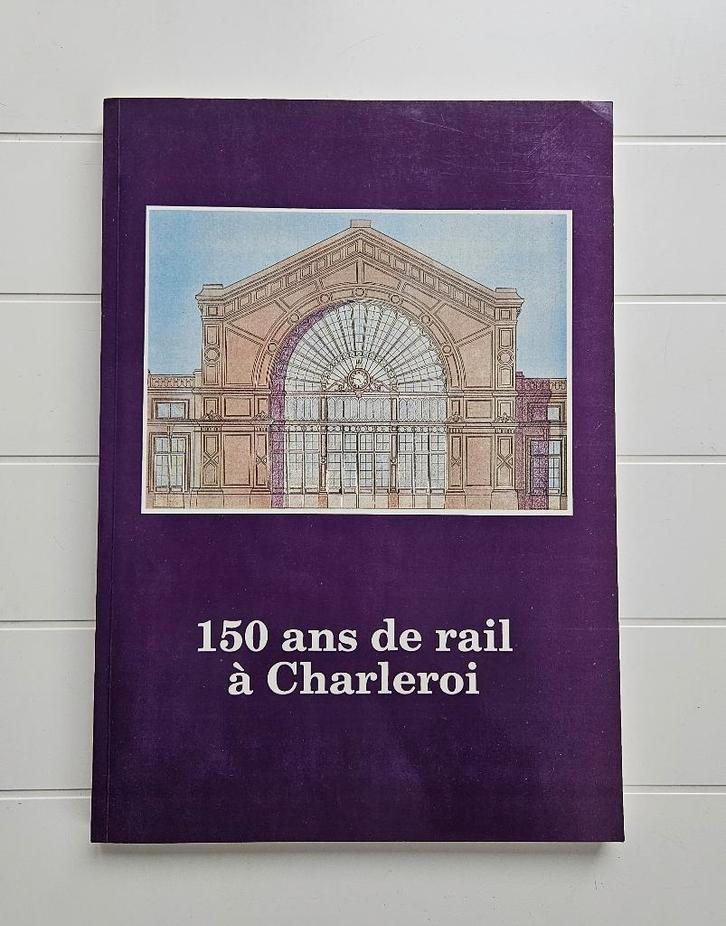 150 ans de rail
à Charleroi